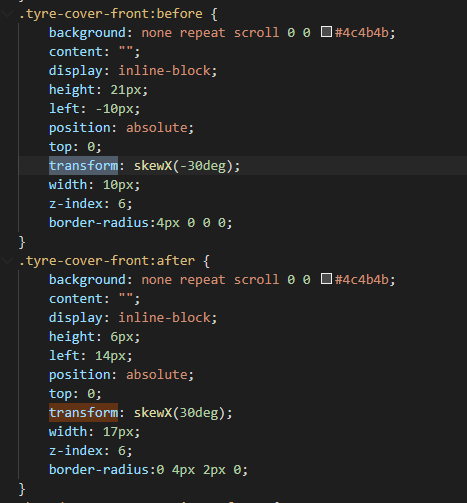 .tyre-cover-front:before {
background: none repeat scroll 0 0 #4c4b4b;
content: "";
display: inline-block;
height: 21px;
left: -10px;
position: absolute;
top: 0;
transform: skewX(-30deg);
width: 10px;
z-index: 6;
border-radius:4px 0 0 0;
}
.tyre-cover-front:after {
background: none repeat scroll 0 0 #4c4b4b;
content: "";
display: inline-block;
height: 6px;
left: 14px;
position: absolute;
top: 0;
transform: skewX(30deg);
width: 17px;
z-index: 6;
border-radius:0 4px 2px 0;
}